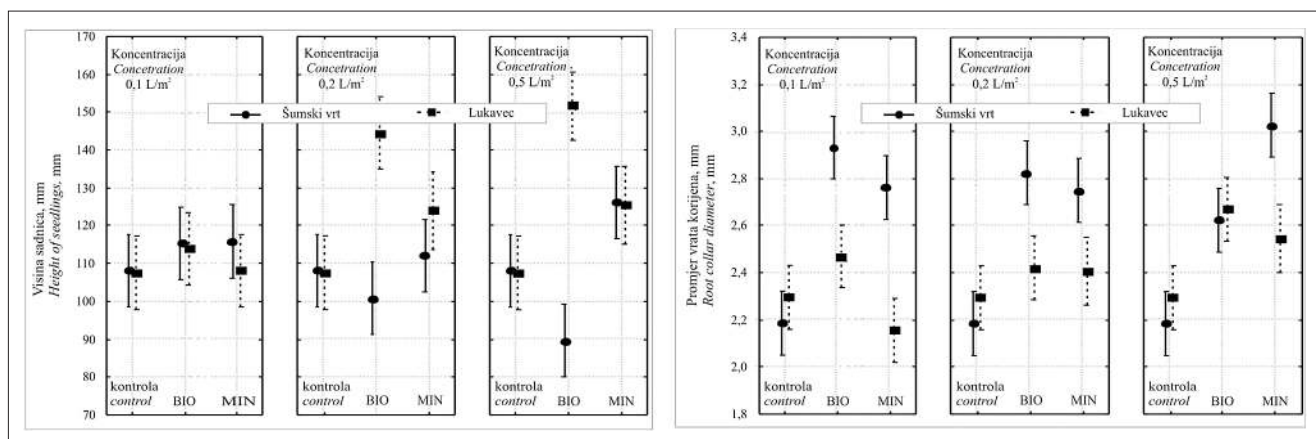 Visina sadnica, mm
Height of seedlings, mm
170
160
150
140
130
120
110
100
90
80
70
Koncentracija
Concetration
0,1 L/m²
kontrola
control
BIO
MIN
Koncentracija
Concetration
0,2 L/m²
kontrola
control
BIO
MIN
Koncentracija
Concetration
0,5 L/m²
kontrola
control
BIO
MIN
Šumski vrt
Lukavec
Promjer vrata korijena, mm
Root collar diameter, mm
3,4
3,2
3,0
2,8
2,6
2,4
2,2
2,0
1,8
Koncentracija
Concetration
0,1 L/m²
kontrola
control
BIO
MIN
Koncentracija
Concetration
0,2 L/m²
kontrola
control
BIO
MIN
Koncentracija
Concetration
0,5 L/m²
kontrola
control
BIO
MIN
Šumski vrt
Lukavec